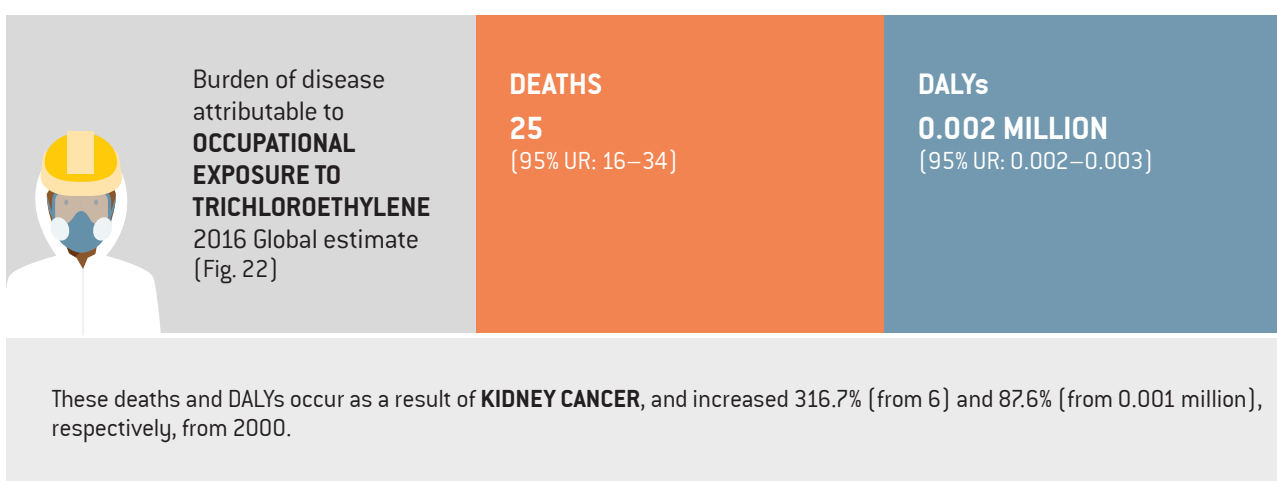 Burden of disease
attributable to
OCCUPATIONAL
EXPOSURE TO
TRICHLOROETHYLENE
2016 Global estimate
(Fig. 22)
DEATHS
25
(95% UR: 16–34)
DALYs
0.002 MILLION
(95% UR: 0.002–0.003)
These deaths and DALYs occur as a result of KIDNEY CANCER, and increased 316.7% (from 6) and 87.6% (from 0.001 million),
respectively, from 2000.